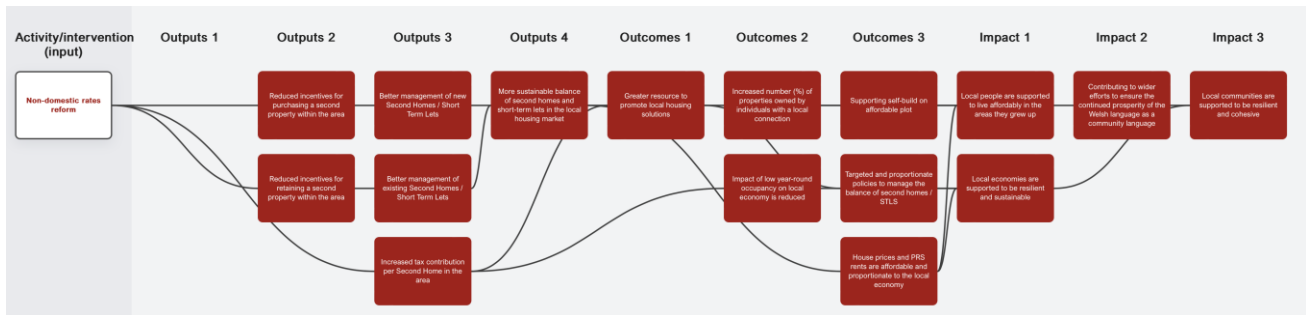 Activity/intervention
(input)
Outputs 1
Outputs 2
Outputs 3
Outputs 4
Outcomes 1
Outcomes 2
Outcomes 3
Impact 1
Impact 2
Impact 3
Non-domestic rates
reform
Reduced incentives for
purchasing a second
property within the area
Better management of new
Second Homes / Short
Term Lets
More sustainable balance
of second homes and
short-term lets in the local
housing market
Greater resource to
promote local housing
solutions
Increased number (%) of
properties owned by
individuals with a local
connection
Supporting self-build on
affordable plot
Local people are supported
to live affordably in the
areas they grew up
Contributing to wider
efforts to ensure the
continued prosperity of the
Welsh language as a
community language
Local communities are
supported to be resilient
and cohesive
Reduced incentives for
retaining a second
property within the area
Better management of
existing Second Homes /
Short Term Lets
Impact of low year-round
occupancy on local
economy is reduced
Targeted and proportionate
policies to manage the
balance of second homes /
STLS
Local economies are
supported to be resilient
and sustainable
Increased tax contribution
per Second Home in the
area
House prices and PRS
rents are affordable and
proportionate to the local
economy